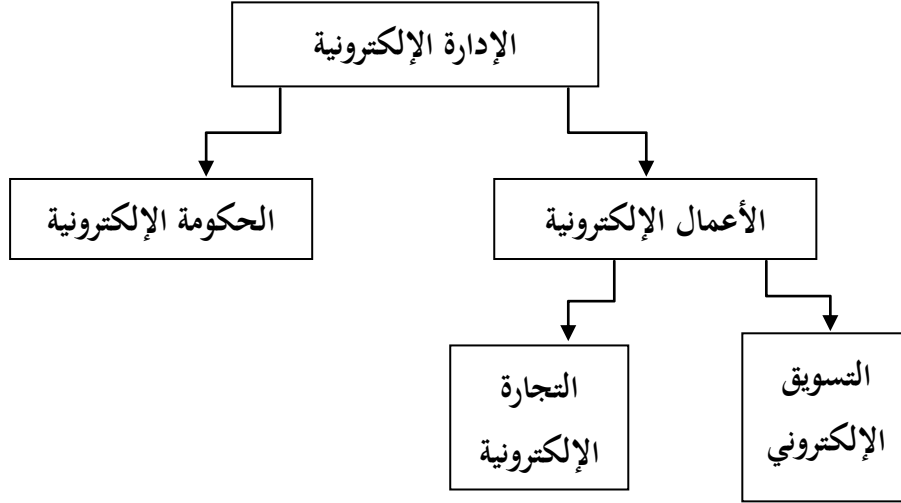 الإدارة الإلكترونية
الأعمال الإلكترونية
الحكومة الإلكترونية
التسويق
الإلكتروني
التجارة
الإلكترونية